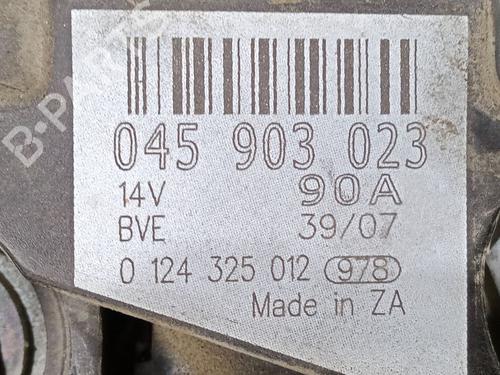 B-PARTS
045 903 023
14V 90A
BVE 39/07
0 124 325 012 978
Made in ZA